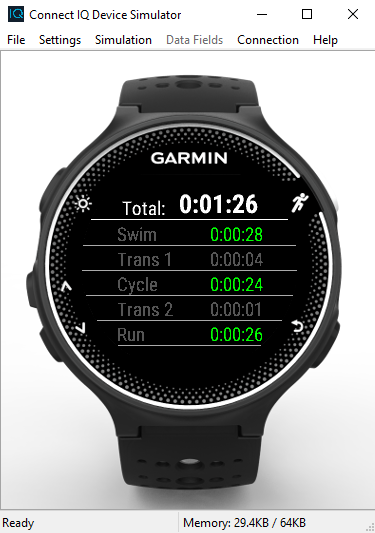 IQ Connect IQ Device Simulator
File Settings Simulation Data Fields Connection Help
GARMIN
Total: 0:01:26
Swim 0:00:28
Trans 1 0:00:04
Cycle 0:00:24
Trans 2 0:00:01
Run 0:00:26
Ready Memory: 29.4KB / 64KB